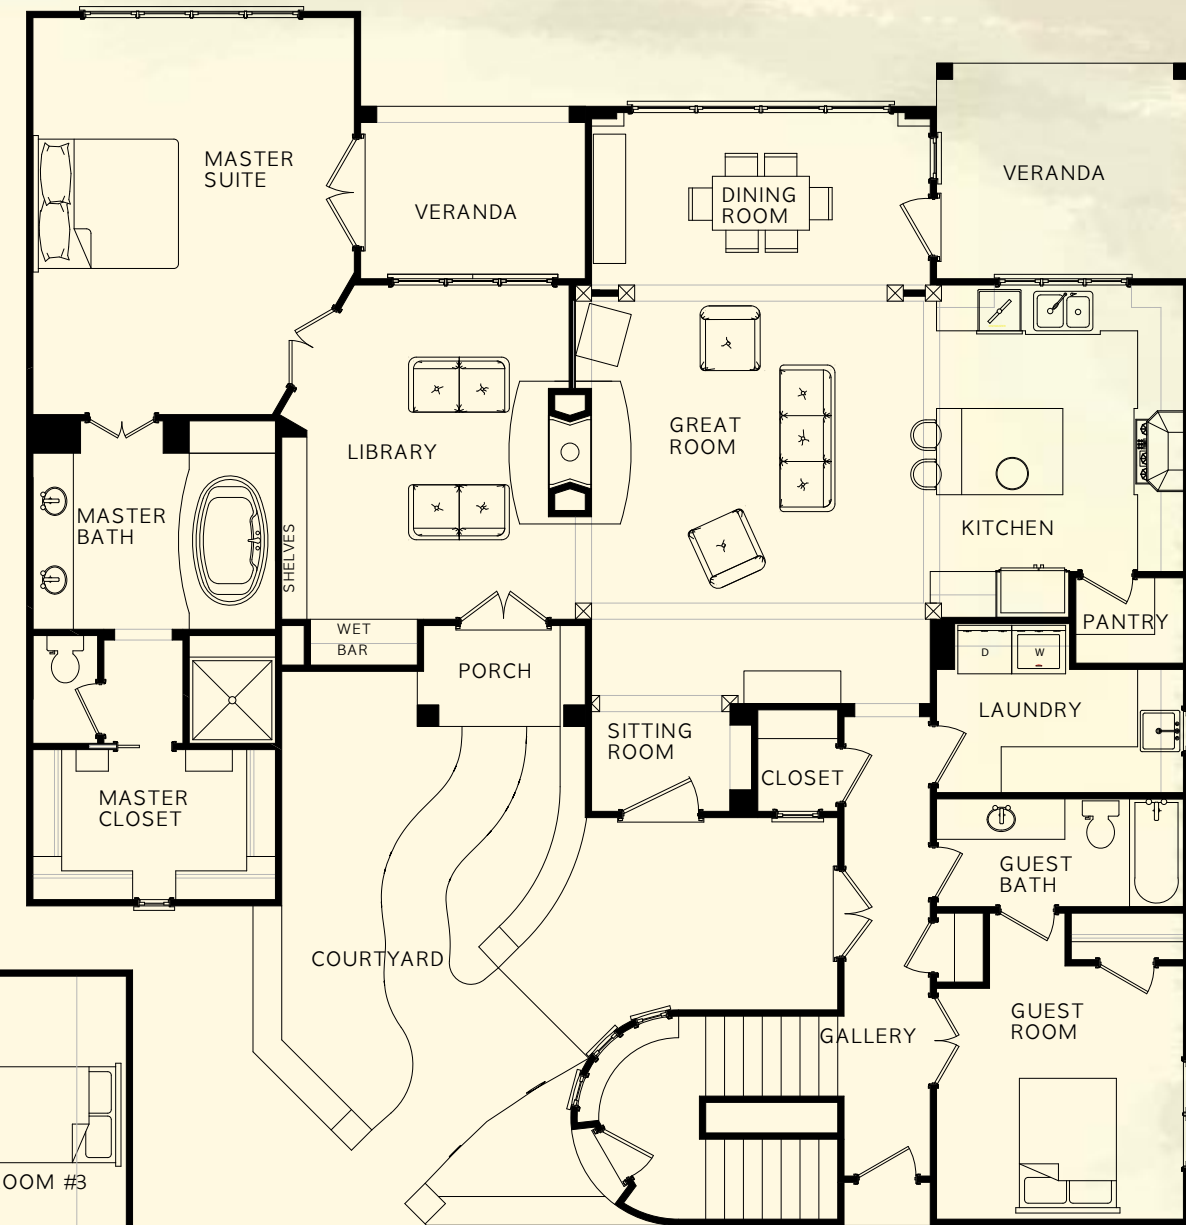 MASTER
SUITE
VERANDA
DINING
ROOM
VERANDA
LIBRARY
GREAT
ROOM
KITCHEN
MASTER
BATH
SHELVES
WET
BAR
PORCH
PANTRY
D
W
LAUNDRY
SITTING
ROOM
CLOSET
MASTER
CLOSET
GUEST
BATH
COURTYARD
GUEST
ROOM
GALLERY
OOM #3